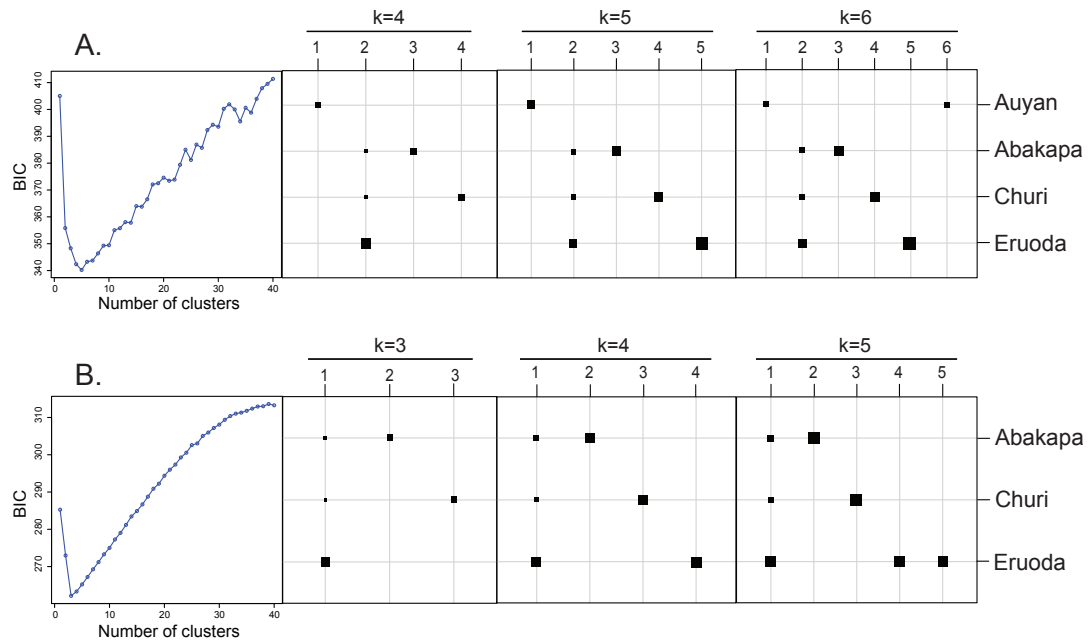 A.
k=4
k=5
k=6
1 2 3 4
1 2 3 4 5
1 2 3 4 5 6
BIC
410
400
390
380
370
360
350
340
0 10 20 30 40
Number of clusters
Auyan
Abakapa
Churi
Eruoda
B.
k=3
k=4
k=5
1 2 3
1 2 3 4
1 2 3 4 5
BIC
310
300
290
280
270
0 10 20 30 40
Number of clusters
Abakapa
Churi
Eruoda